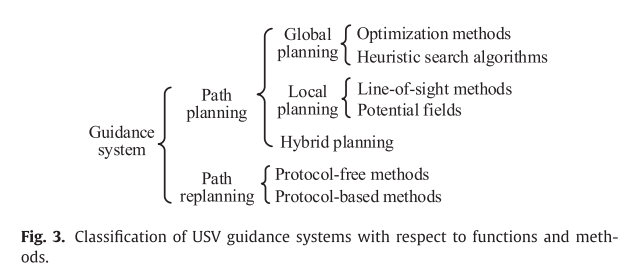 Global planning
Optimization methods
Heuristic search algorithms
Path planning
Local planning
Line-of-sight methods
Potential fields
Guidance system
Hybrid planning
Path replanning
Protocol-free methods
Protocol-based methods
Fig. 3. Classification of USV guidance systems with respect to functions and meth-
ods.